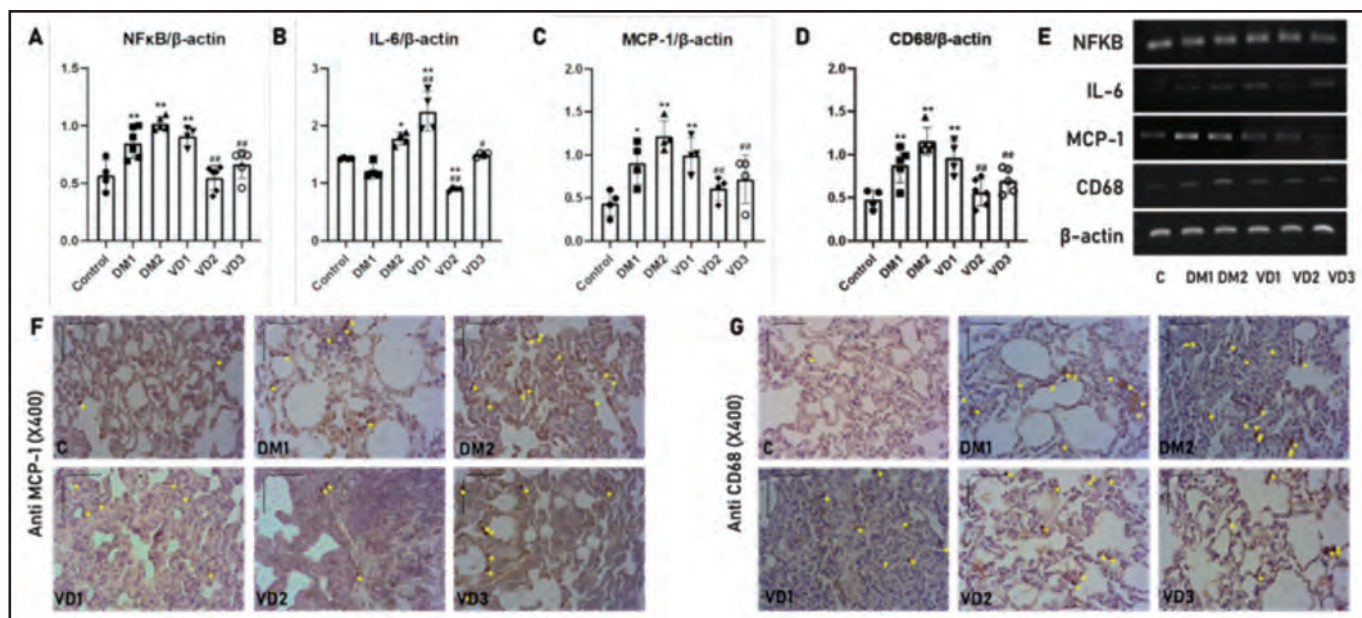 A
NFκB/β-actin
1.5
1.0
0.5
0.0
**
**
**
##
##
Control
DM1
DM2
VD1
VD2
VD3
B
IL-6/β-actin
3
2
1
0
*
**
##
**
##
#
Control
DM1
DM2
VD1
VD2
VD3
C
MCP-1/β-actin
2.0
1.5
1.0
0.5
0.0
*
**
**
##
##
Control
DM1
DM2
VD1
VD2
VD3
D
CD68/β-actin
2.0
1.5
1.0
0.5
0.0
**
**
**
##
##
Control
DM1
DM2
VD1
VD2
VD3
E
NFKB
IL-6
MCP-1
CD68
β-actin
C DM1 DM2 VD1 VD2 VD3
F
Anti MCP-1 (X400)
C
DM1
DM2
VD1
VD2
VD3
G
Anti CD68 (X400)
C
DM1
DM2
VD1
VD2
VD3